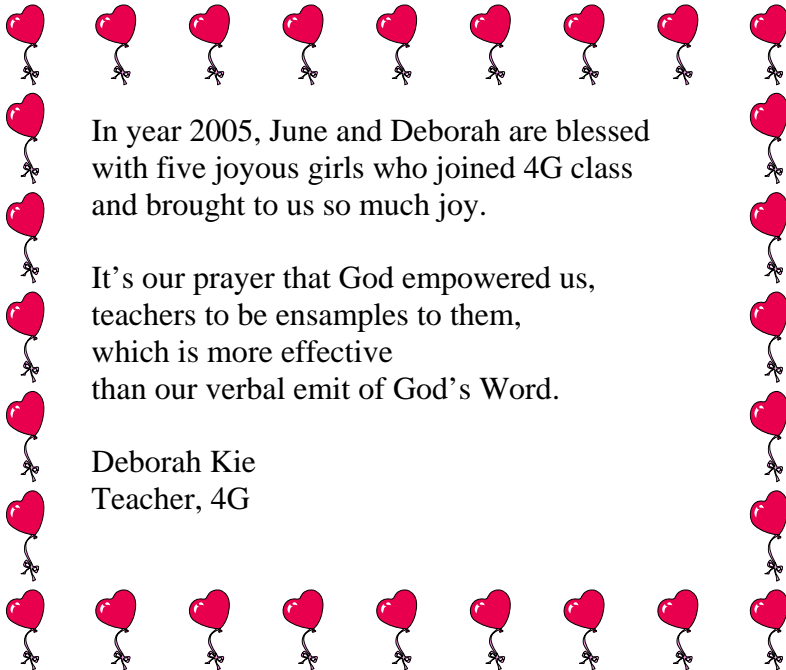 In year 2005, June and Deborah are blessed
with five joyous girls who joined 4G class
and brought to us so much joy.
It’s our prayer that God empowered us,
teachers to be ensamples to them,
which is more effective
than our verbal emit of God’s Word.
Deborah Kie
Teacher, 4G